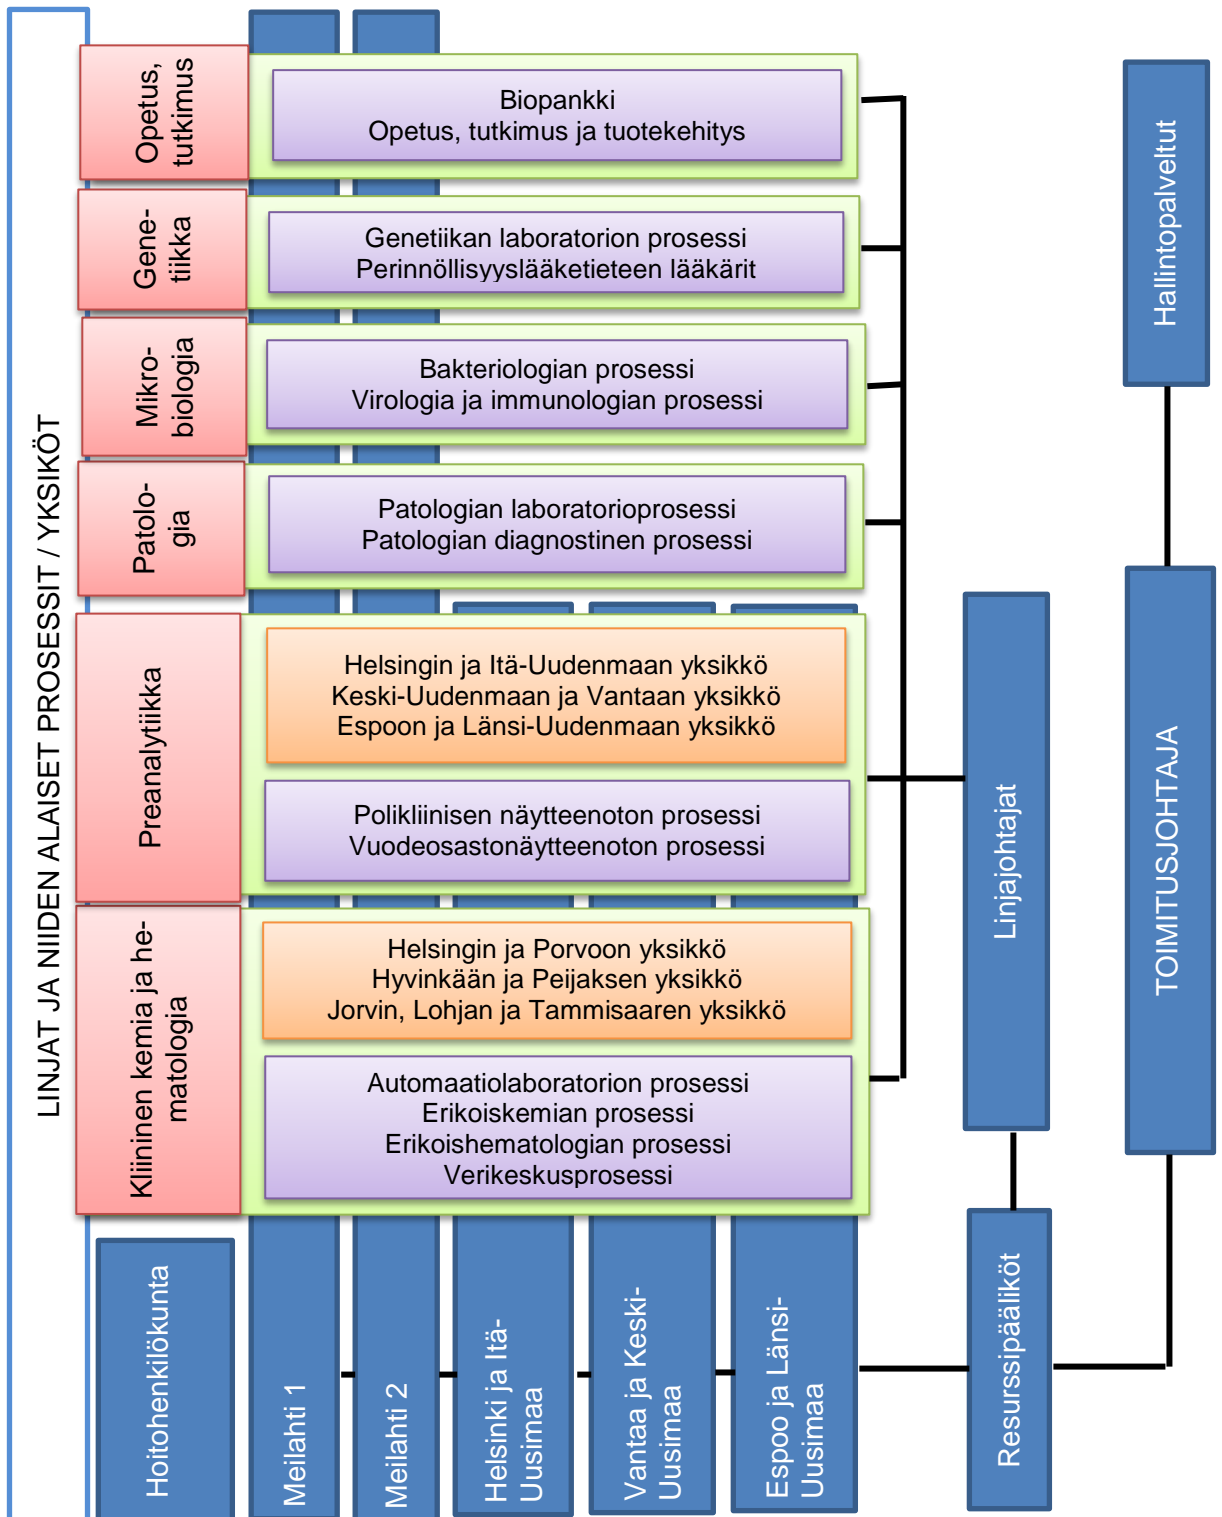 LINJAT JA NIIDEN ALAISET PROSESSIT / YKSIKÖT
Opetus,
tutkimus
Biopankki
Opetus, tutkimus ja tuotekehitys
Gene-
tiikka
Genetiikan laboratorion prosessi
Perinnöllisyyslääketieteen lääkärit
Mikro-
biologia
Bakteriologian prosessi
Virologia ja immunologian prosessi
Patolo-
gia
Patologian laboratorioprosessi
Patologian diagnostinen prosessi
Preanalytiikka
Helsingin ja Itä-Uudenmaan yksikkö
Keski-Uudenmaan ja Vantaan yksikkö
Espoon ja Länsi-Uudenmaan yksikkö
Polikliinisen näytteenoton prosessi
Vuodeosastonäytteenoton prosessi
Kliininen kemia ja he-
matologia
Helsingin ja Porvoon yksikkö
Hyvinkään ja Peijaksen yksikkö
Jorvin, Lohjan ja Tammisaaren yksikkö
Automaatiolaboratorion prosessi
Erikoiskemian prosessi
Erikoishematologian prosessi
Verikeskusprosessi
Hoitohenkilökunta
Meilahti 1
Meilahti 2
Helsinki ja Itä-
Uusimaa
Vantaa ja Keski-
Uusimaa
Espoo ja Länsi-
Uusimaa
Resurssipääliköt
Linjajohtajat
TOIMITUSJOHTAJA
Hallintopalveltut